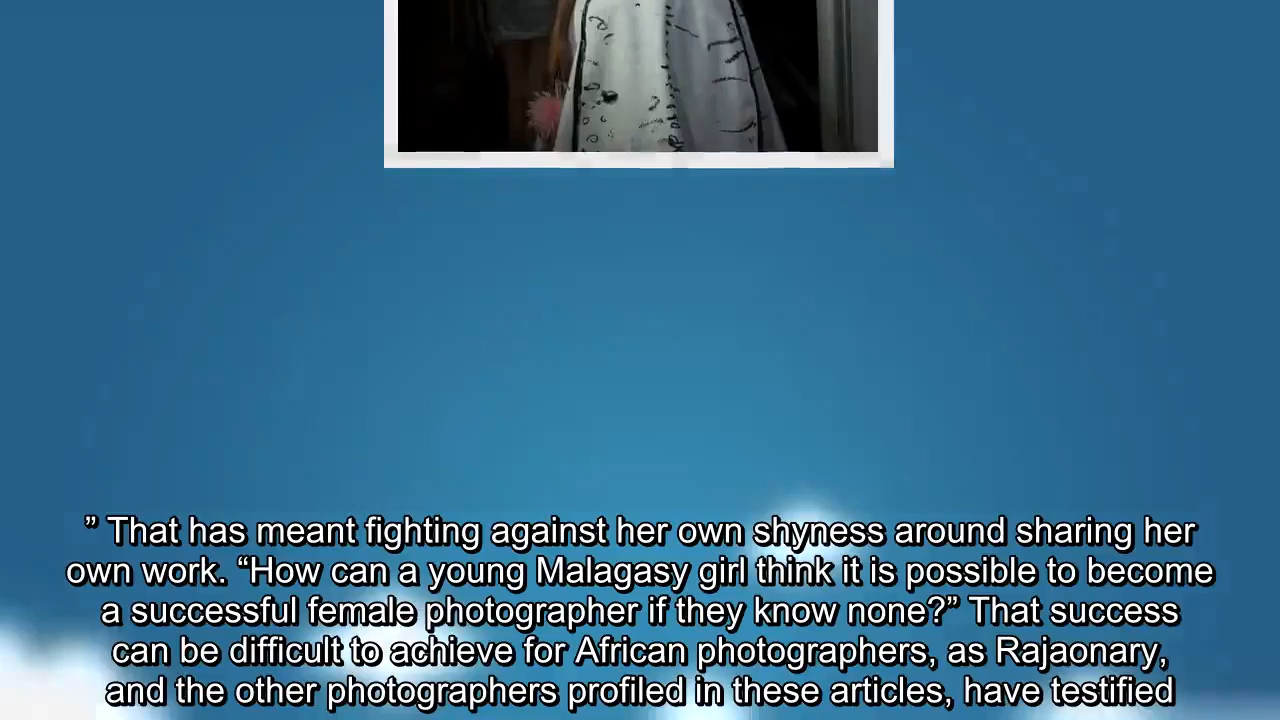 ” That has meant fighting against her own shyness around sharing her
own work. “How can a young Malagasy girl think it is possible to become
a successful female photographer if they know none?” That success
can be difficult to achieve for African photographers, as Rajaonary,
and the other photographers profiled in these articles, have testified